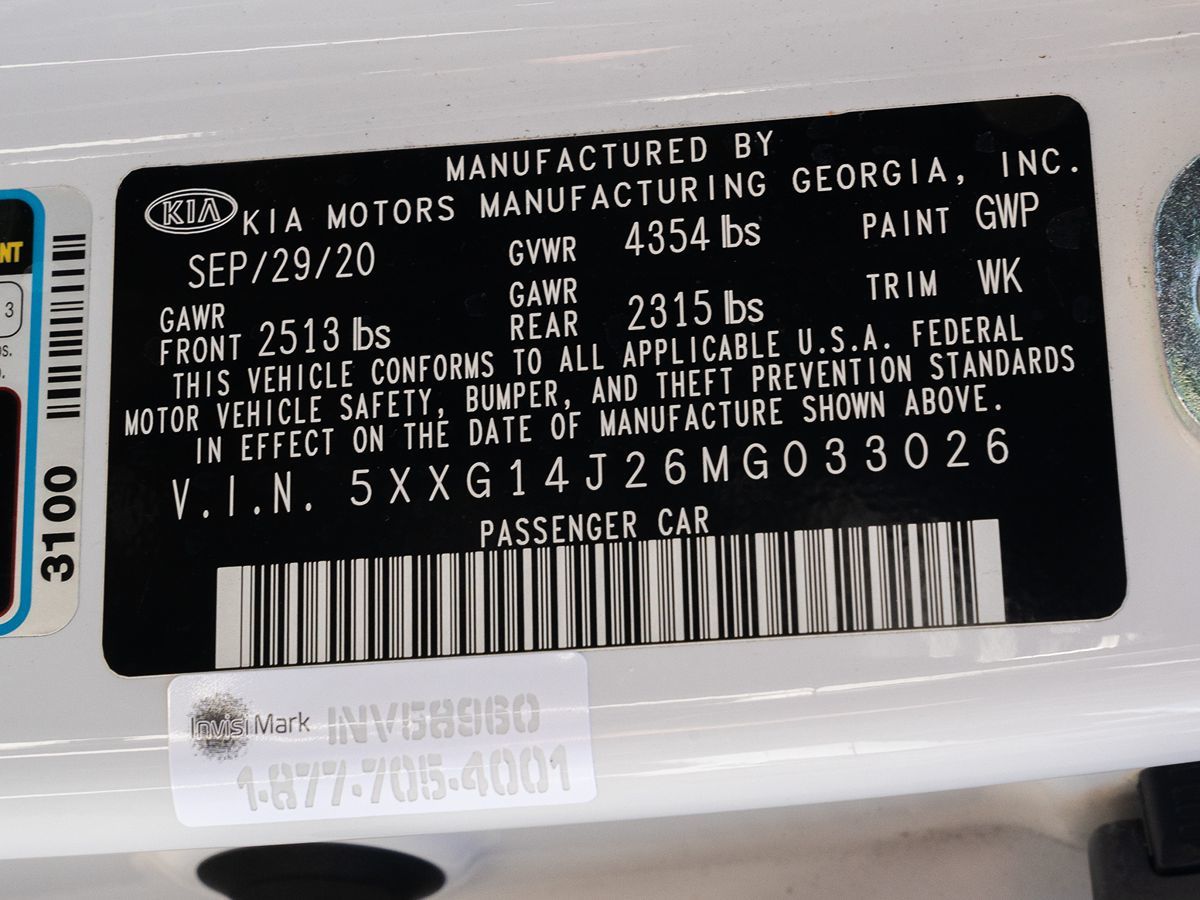 MANUFACTURED BY
KIA KIA MOTORS MANUFACTURING GEORGIA, INC.
SEP/29/20 GVWR 4354 lbs PAINT GWP
GAWR FRONT 2513 lbs GAWR REAR 2315 lbs TRIM WK
THIS VEHICLE CONFORMS TO ALL APPLICABLE U.S.A. FEDERAL
MOTOR VEHICLE SAFETY, BUMPER, AND THEFT PREVENTION STANDARDS
IN EFFECT ON THE DATE OF MANUFACTURE SHOWN ABOVE.
V.I.N. 5XXG14J26MG033026
PASSENGER CAR
InvisiMark INV58960
1-877-705-4001
3100
NT
3